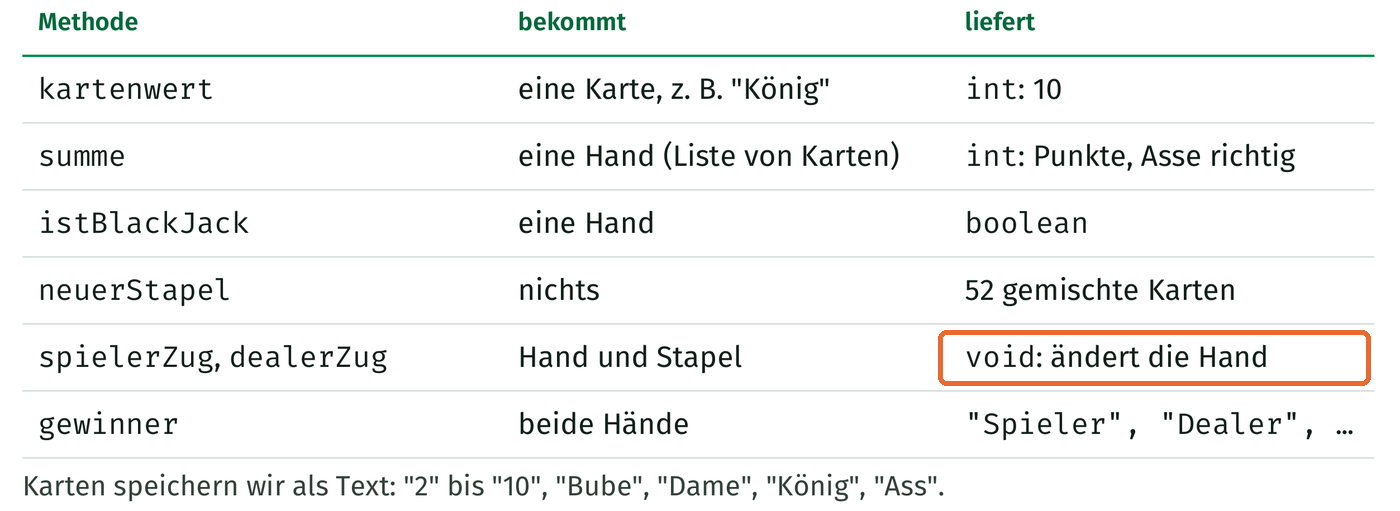 Methode bekommt liefert
kartenwert eine Karte, z. B. "König" int: 10
summe eine Hand (Liste von Karten) int: Punkte, Asse richtig
istBlackJack eine Hand boolean
neuerStapel nichts 52 gemischte Karten
spielerZug, dealerZug Hand und Stapel void: ändert die Hand
gewinner beide Hände "Spieler", "Dealer", …
Karten speichern wir als Text: "2" bis "10", "Bube", "Dame", "König", "Ass".